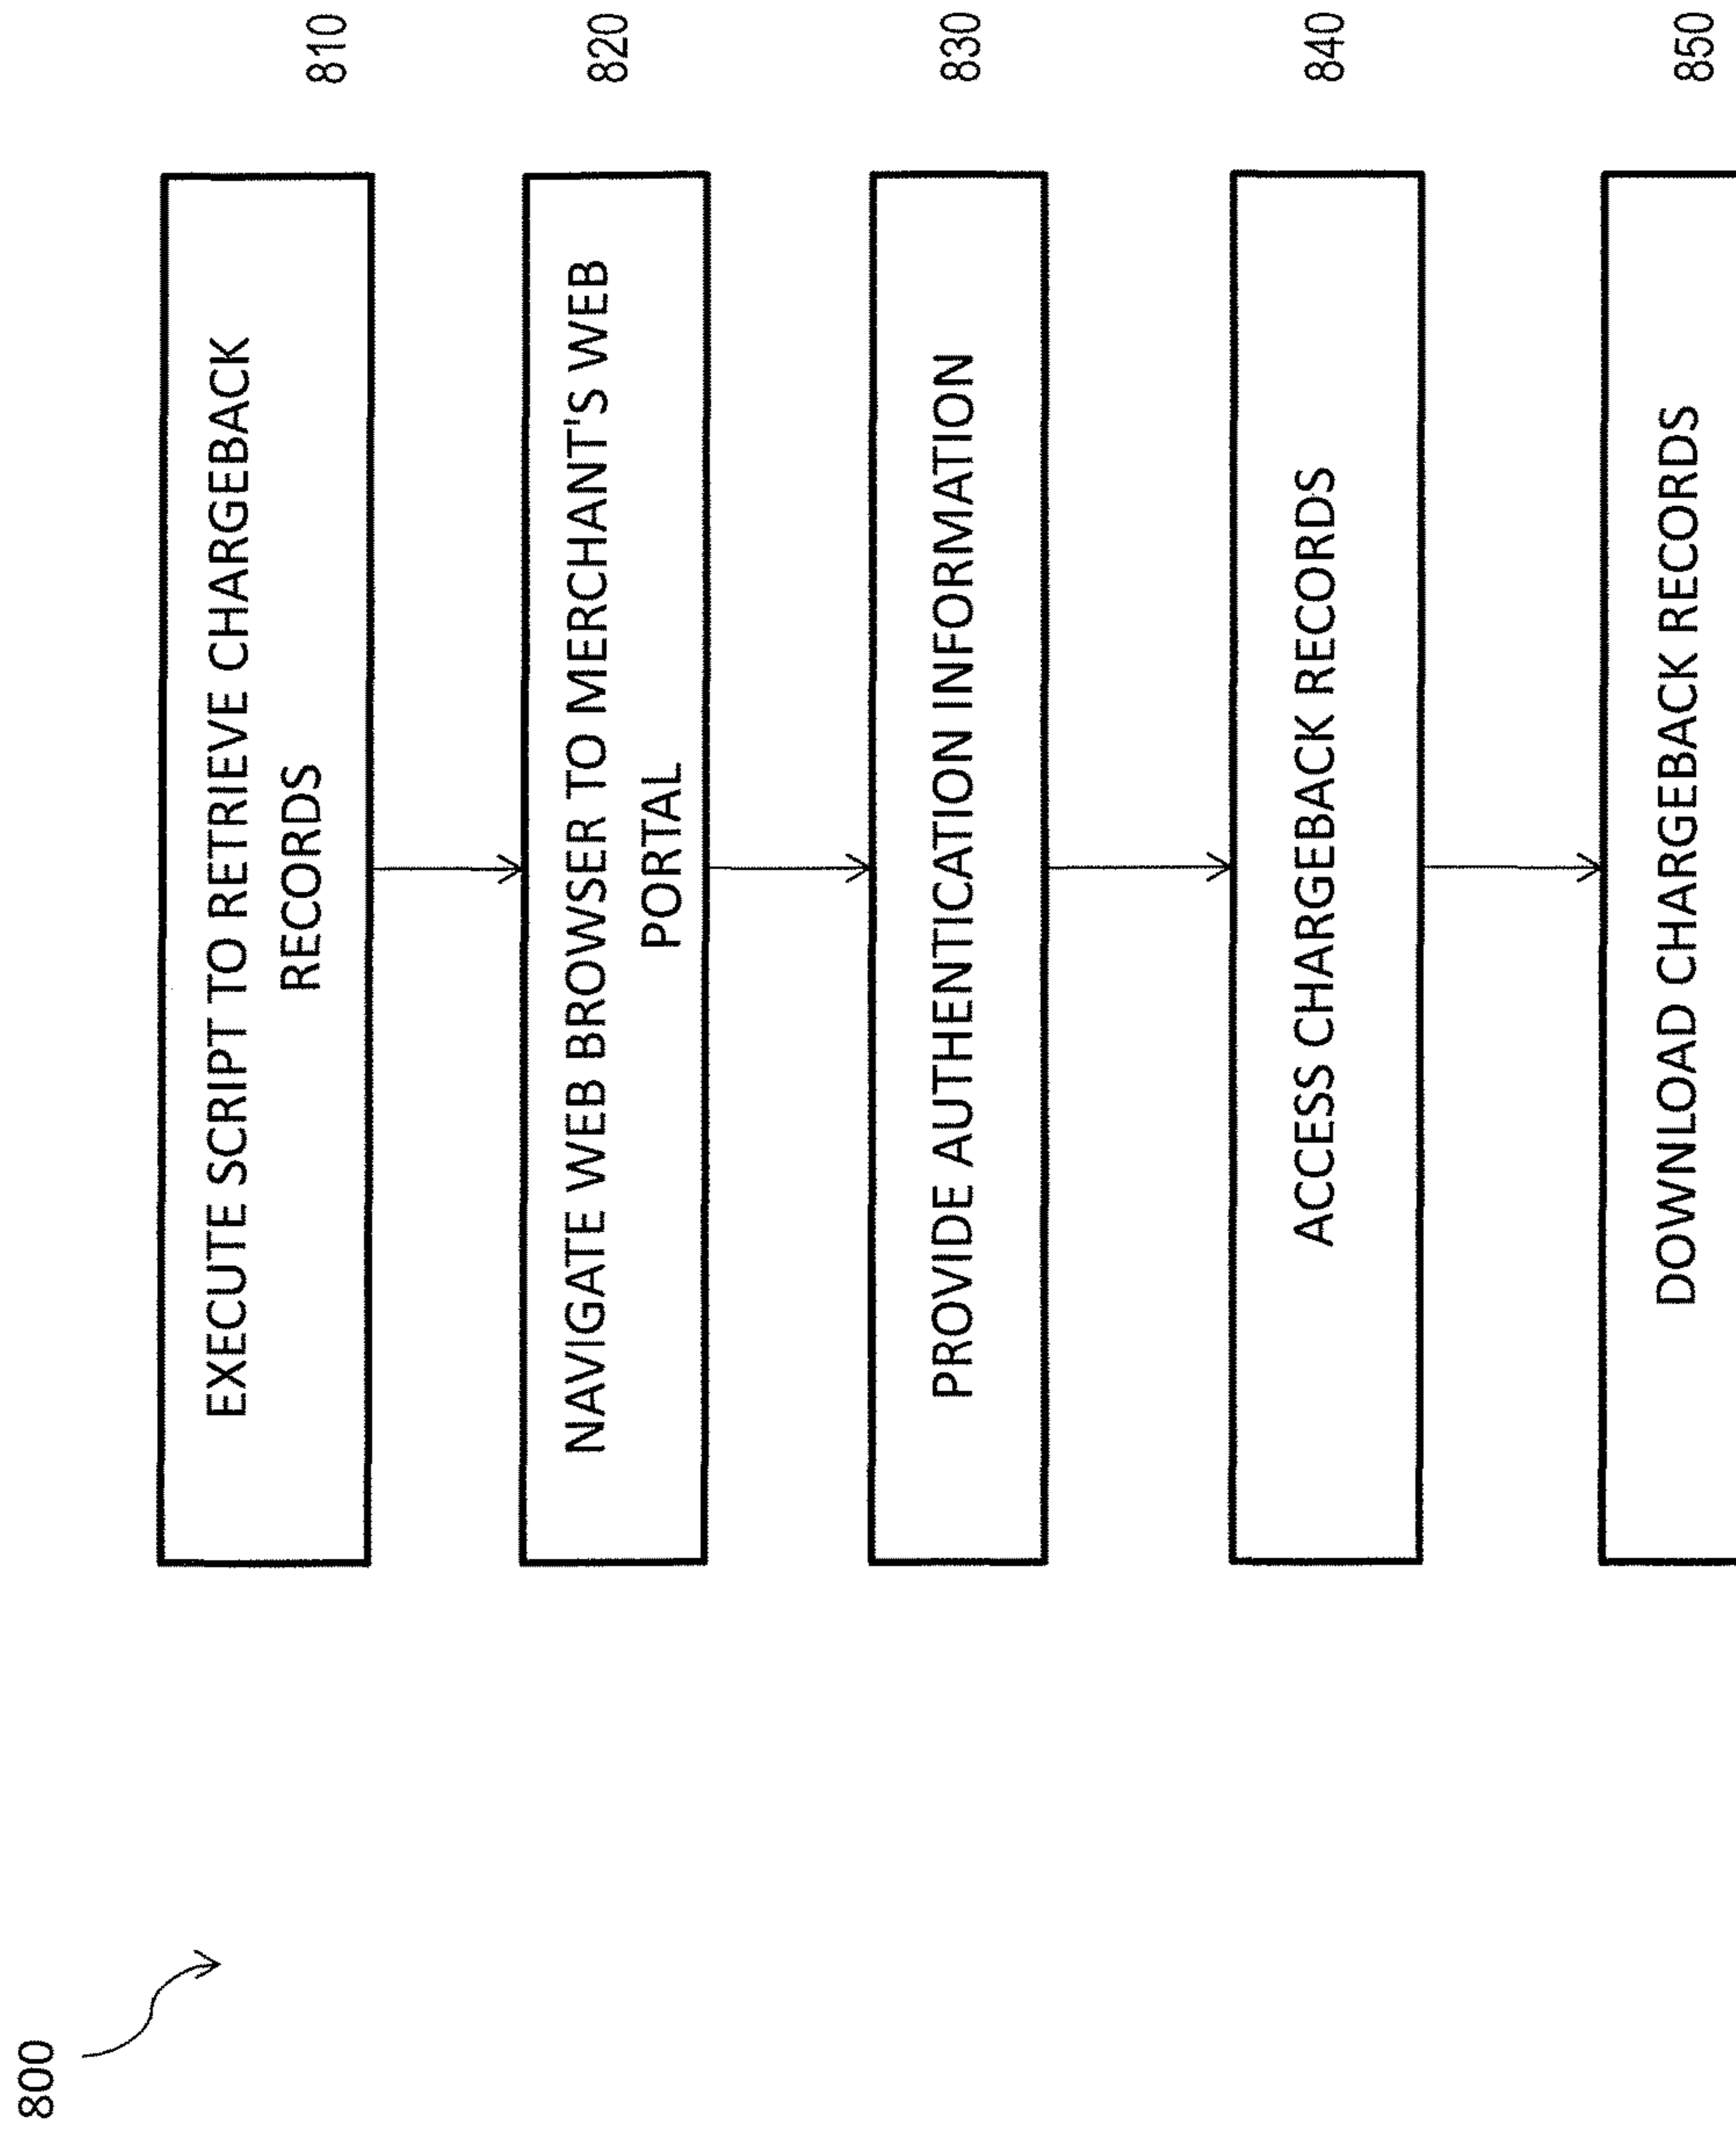 800
EXECUTE SCRIPT TO RETRIEVE CHARGEBACK
RECORDS
810
NAVIGATE WEB BROWSER TO MERCHANT'S WEB
PORTAL
820
PROVIDE AUTHENTICATION INFORMATION
830
ACCESS CHARGEBACK RECORDS
840
DOWNLOAD CHARGEBACK RECORDS
850